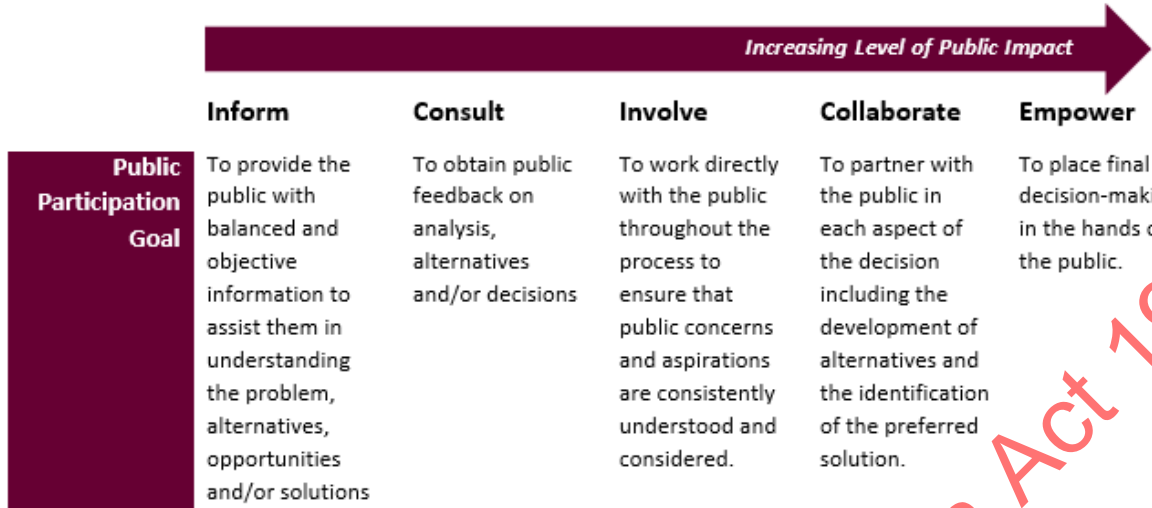 Increasing Level of Public Impact
Inform
Consult
Involve
Collaborate
Empower
Public
Participation
Goal
To provide the
public with
balanced and
objective
information to
assist them in
understanding
the problem,
alternatives,
opportunities
and/or solutions
To obtain public
feedback on
analysis,
alternatives
and/or decisions
To work directly
with the public
throughout the
process to
ensure that
public concerns
and aspirations
are consistently
understood and
considered.
To partner with
the public in
each aspect of
the decision
including the
development of
alternatives and
the identification
of the preferred
solution.
To place final
in the hands
the public.
Act